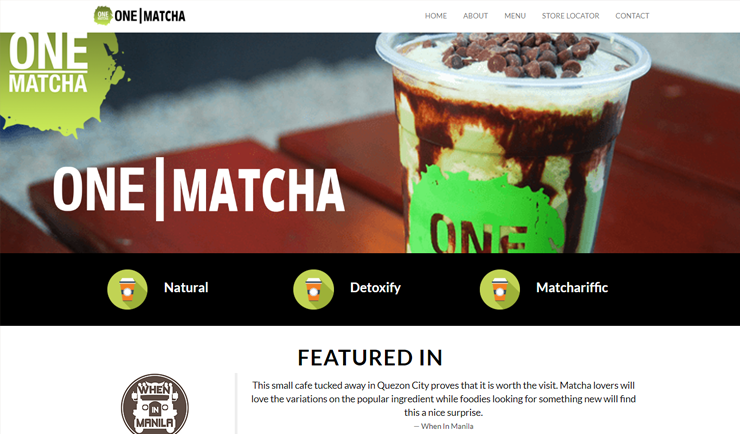 ONE MATCHA
ONE|MATCHA
HOME
ABOUT
MENU
STORE LOCATOR
CONTACT
ONE
MATCHA
ONE|MATCHA
ONE
Natural
Detoxify
Matchariffic
FEATURED IN
WHEN
IN
MANILA
This small cafe tucked away in Quezon City proves that it is worth the visit. Matcha lovers will
love the variations on the popular ingredient while foodies looking for something new will find
this a nice surprise.
— When In Manila